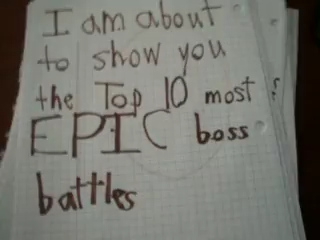 I am about
to show you
the Top 10 most
EPIC boss
battles